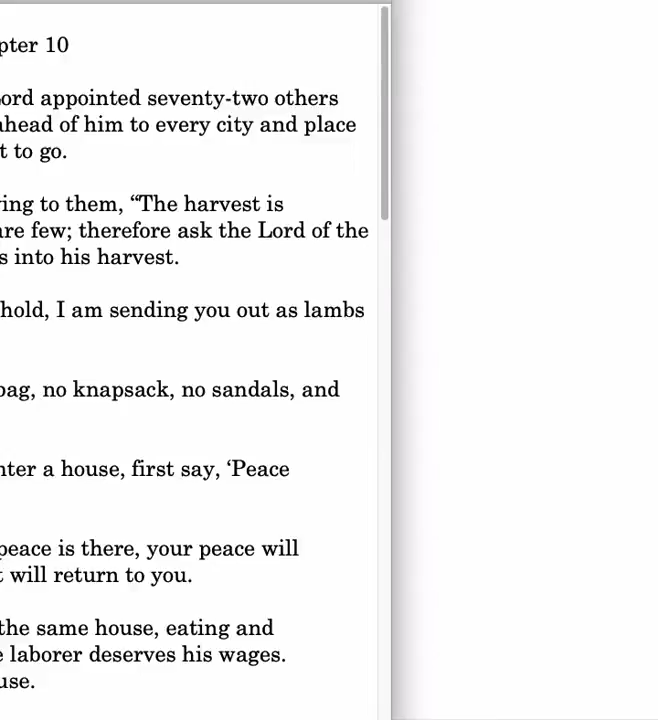 pter 10
ord appointed seventy-two others
ahead of him to every city and place
t to go.
ing to them, “The harvest is
are few; therefore ask the Lord of the
s into his harvest.
hold, I am sending you out as lambs
bag, no knapsack, no sandals, and
nter a house, first say, ‘Peace
peace is there, your peace will
t will return to you.
the same house, eating and
e laborer deserves his wages.
use.